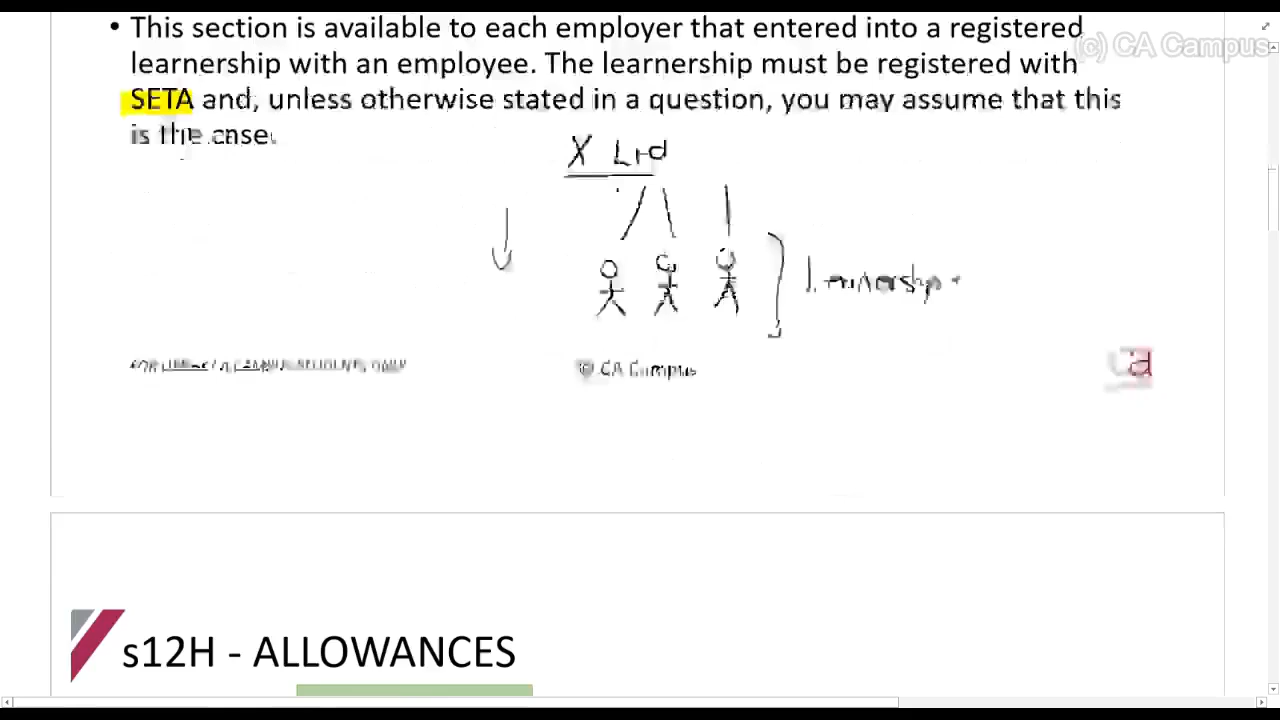 • This section is available to each employer that entered into a registered
(c) CA Campus
learnership with an employee. The learnership must be registered with
SETA and, unless otherwise stated in a question, you may assume that this
is the case.
X Ltd
learnership
© CA Campus
s12H - ALLOWANCES